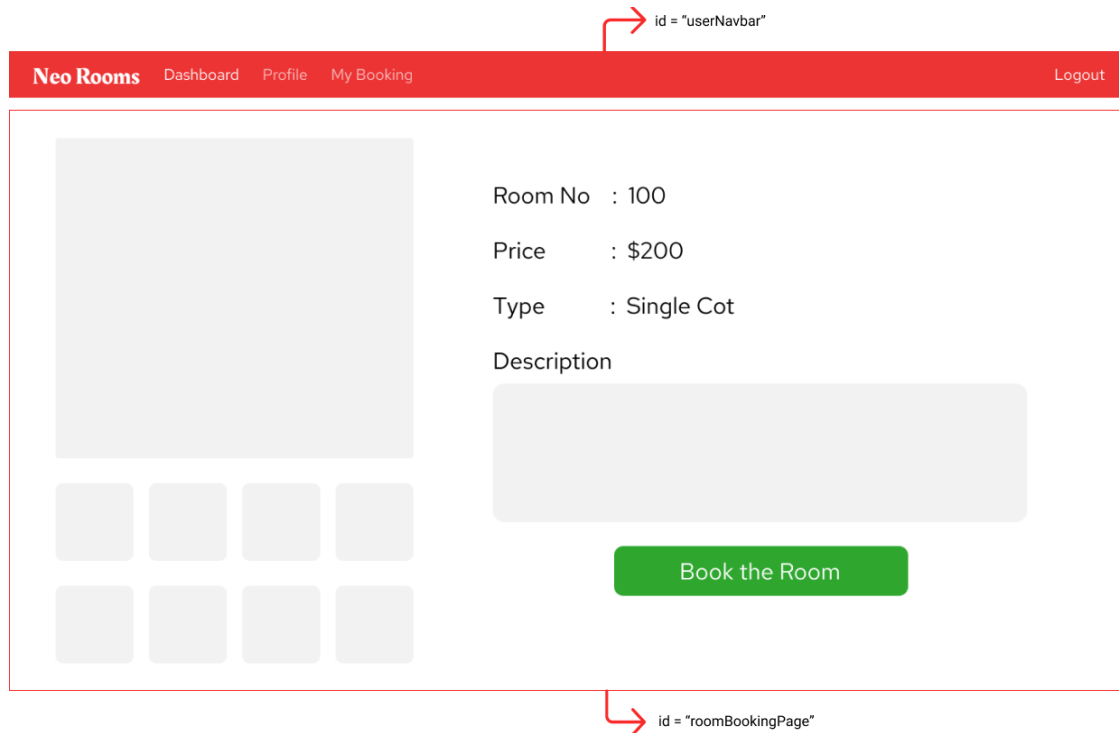 id = “userNavbar”
Neo Rooms Dashboard Profile My Booking Logout
Room No : 100
Price : $200
Type : Single Cot
Description
Book the Room
id = “roomBookingPage”